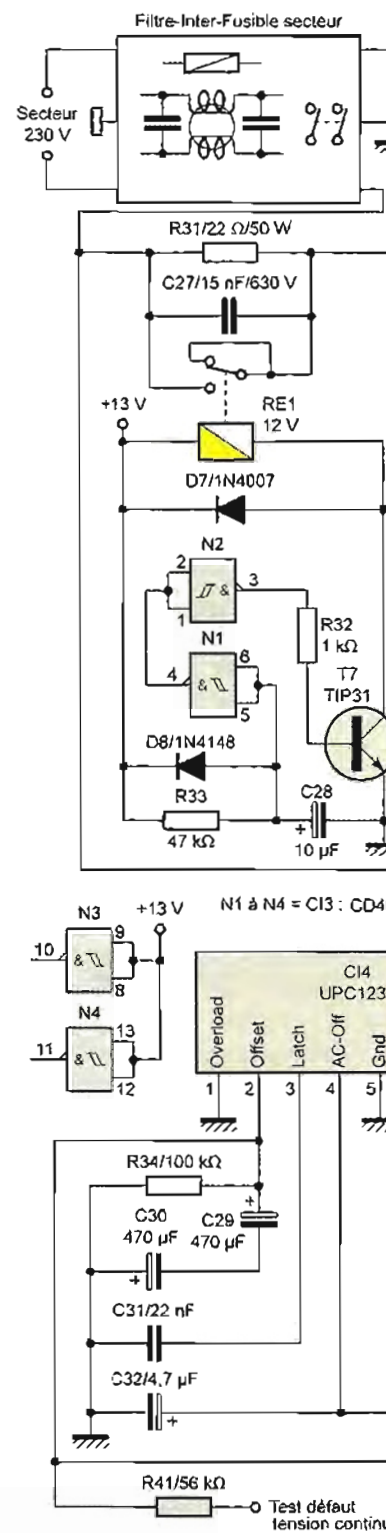 Filtre-Inter-Fusible secteur
Secteur
230 V
R31/22 Ω/50 W
C27/15 nF/630 V
+13 V
RE1
12 V
D7/1N4007
N2
2
&
3
1
R32
1 kΩ
N1
6
4
&
5
T7
TIP31
D8/1N4148
C28
R33
+
47 kΩ
10 µF
N1 à N4 = CI3 : CD4
N3
+13 V
9
10
&
8
N4
13
11
&
12
CI4
UPC123
Overload
Offset
Latch
AC-Off
Gnd
1
2
3
4
5
R34/100 kΩ
+
C30
C29
470 µF
470 µF
+
C31/22 nF
C32/4,7 µF
+
R41/56 kΩ
Test défaut
tension continu